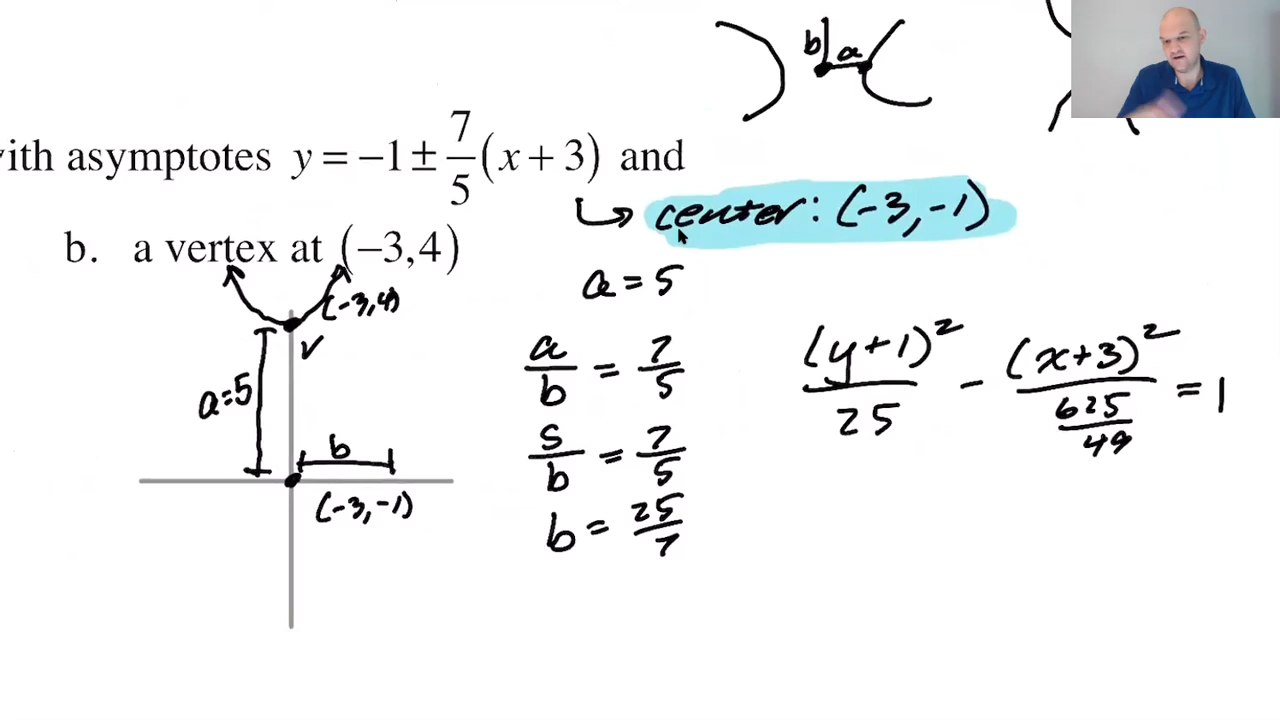 b a
ith asymptotes y = −1 ± 7/5 (x + 3) and
center: (-3, -1)
b. a vertex at (−3,4)
a = 5
(-3, 4)
V
a = 5
b
(-3, -1)
a/b = 7/5
5/b = 7/5
b = 25/7
(y+1)²/25 - (x+3)²/(625/49) = 1